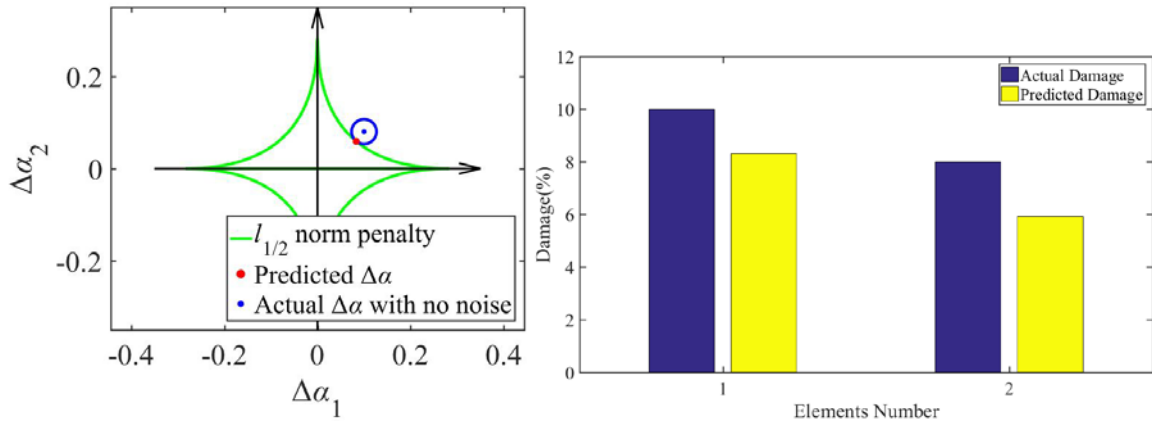 0.2
0
-0.2
Δα2
-0.4
-0.2
0
0.2
0.4
Δα1
l1/2 norm penalty
Predicted Δα
Actual Δα with no noise
12
10
8
6
4
2
0
Damage(%)
Actual Damage
Predicted Damage
1
2
Elements Number